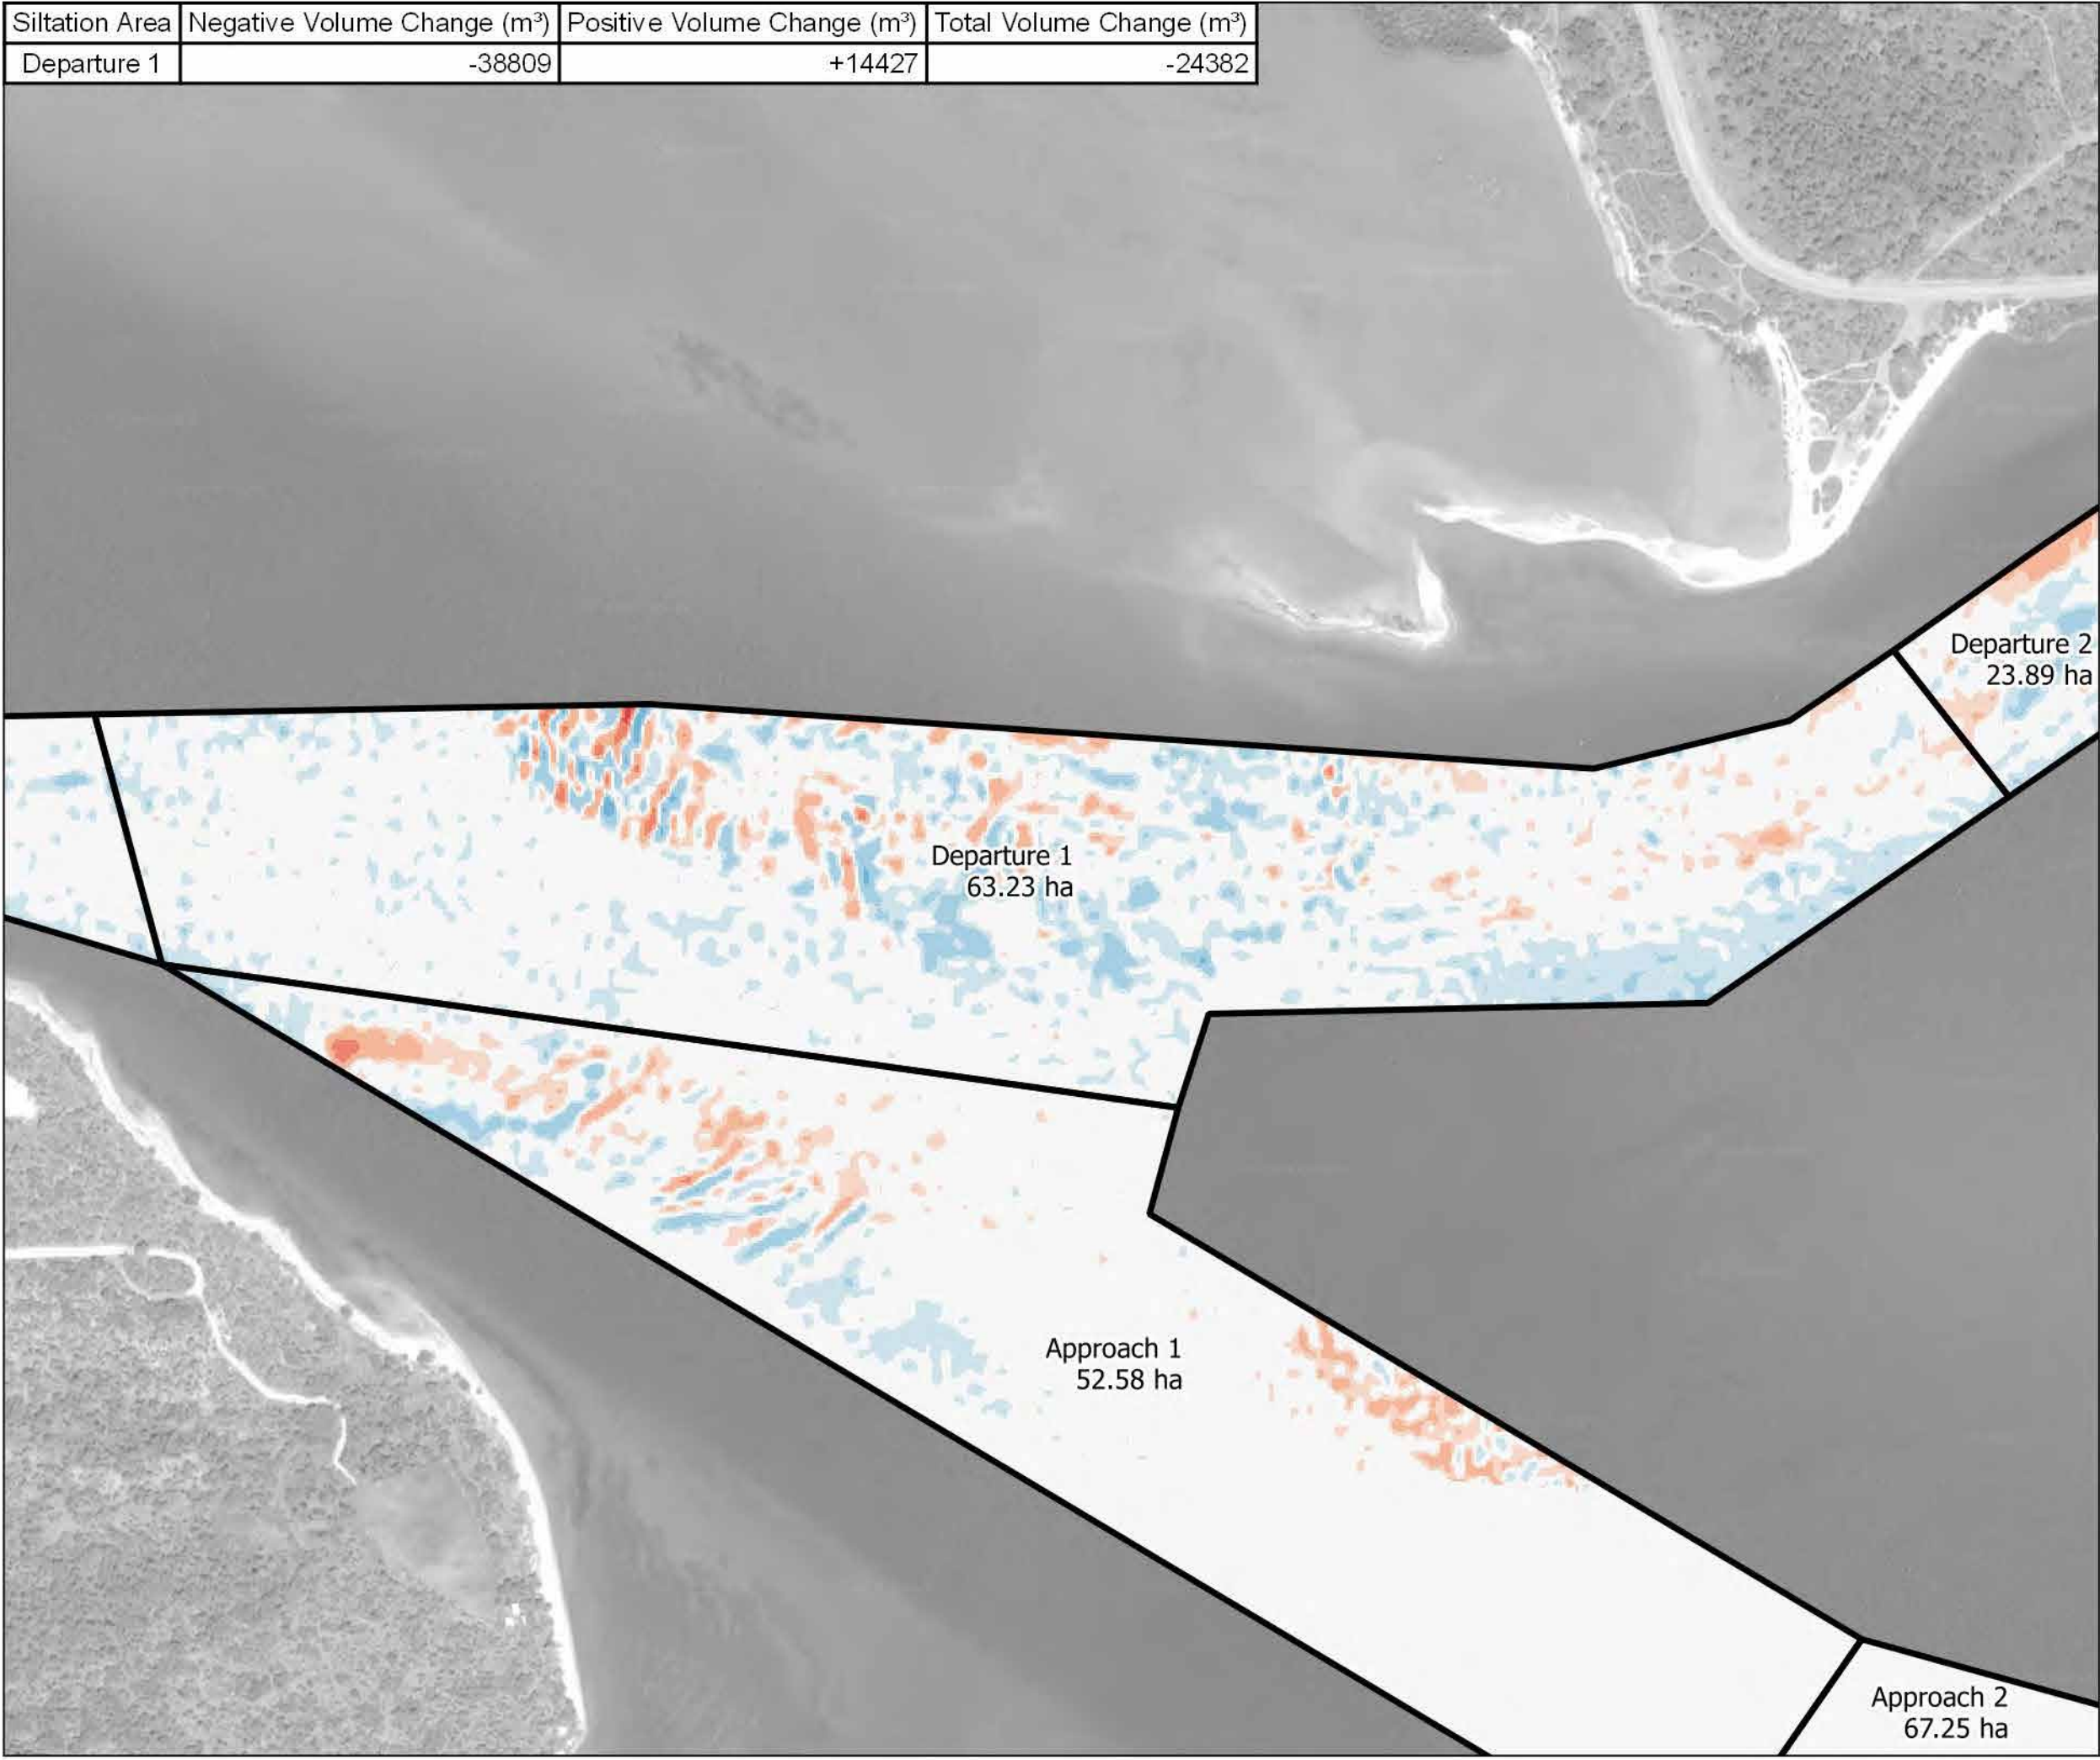 Siltation Area Negative Volume Change (m³) Positive Volume Change (m³) Total Volume Change (m³)
Departure 1 -38809 +14427 -24382
Departure 2
23.89 ha
Departure 1
63.23 ha
Approach 1
52.58 ha
Approach 2
67.25 ha